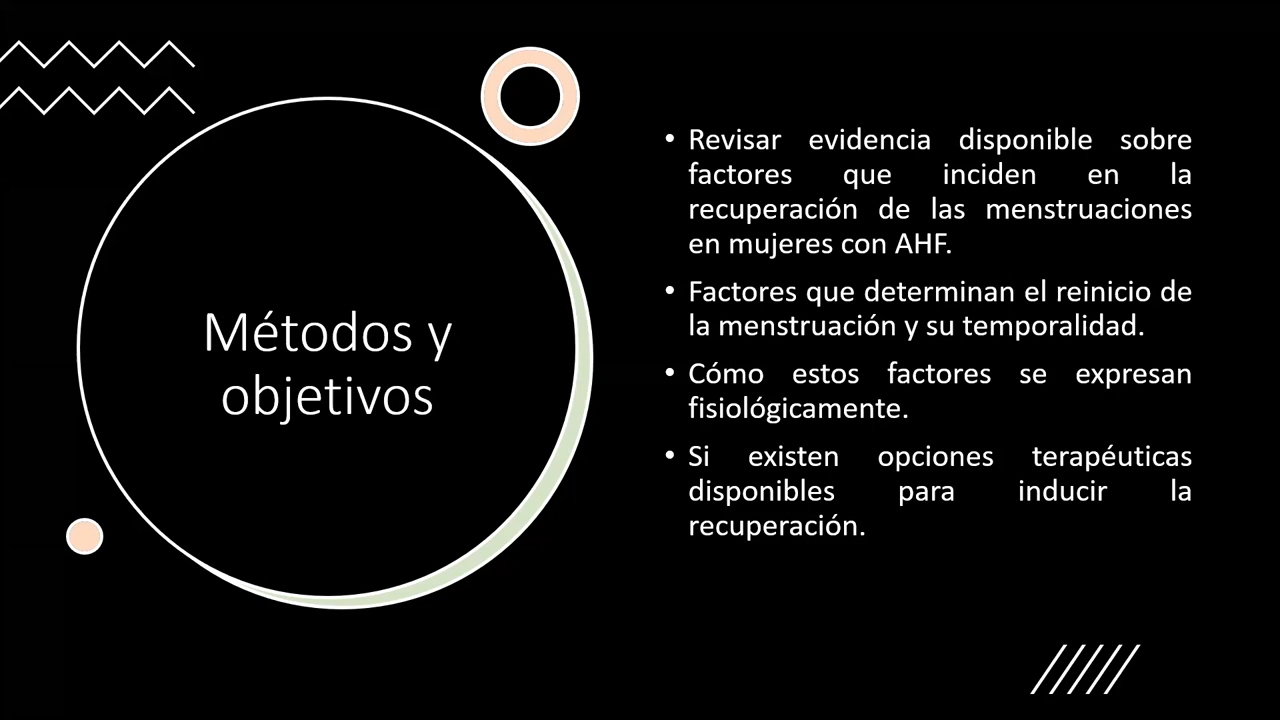 Métodos y
objetivos
• Revisar evidencia disponible sobre
factores que inciden en la
recuperación de las menstruaciones
en mujeres con AHF.
• Factores que determinan el reinicio de
la menstruación y su temporalidad.
• Cómo estos factores se expresan
fisiológicamente.
• Si existen opciones terapéuticas
disponibles para inducir la
recuperación.